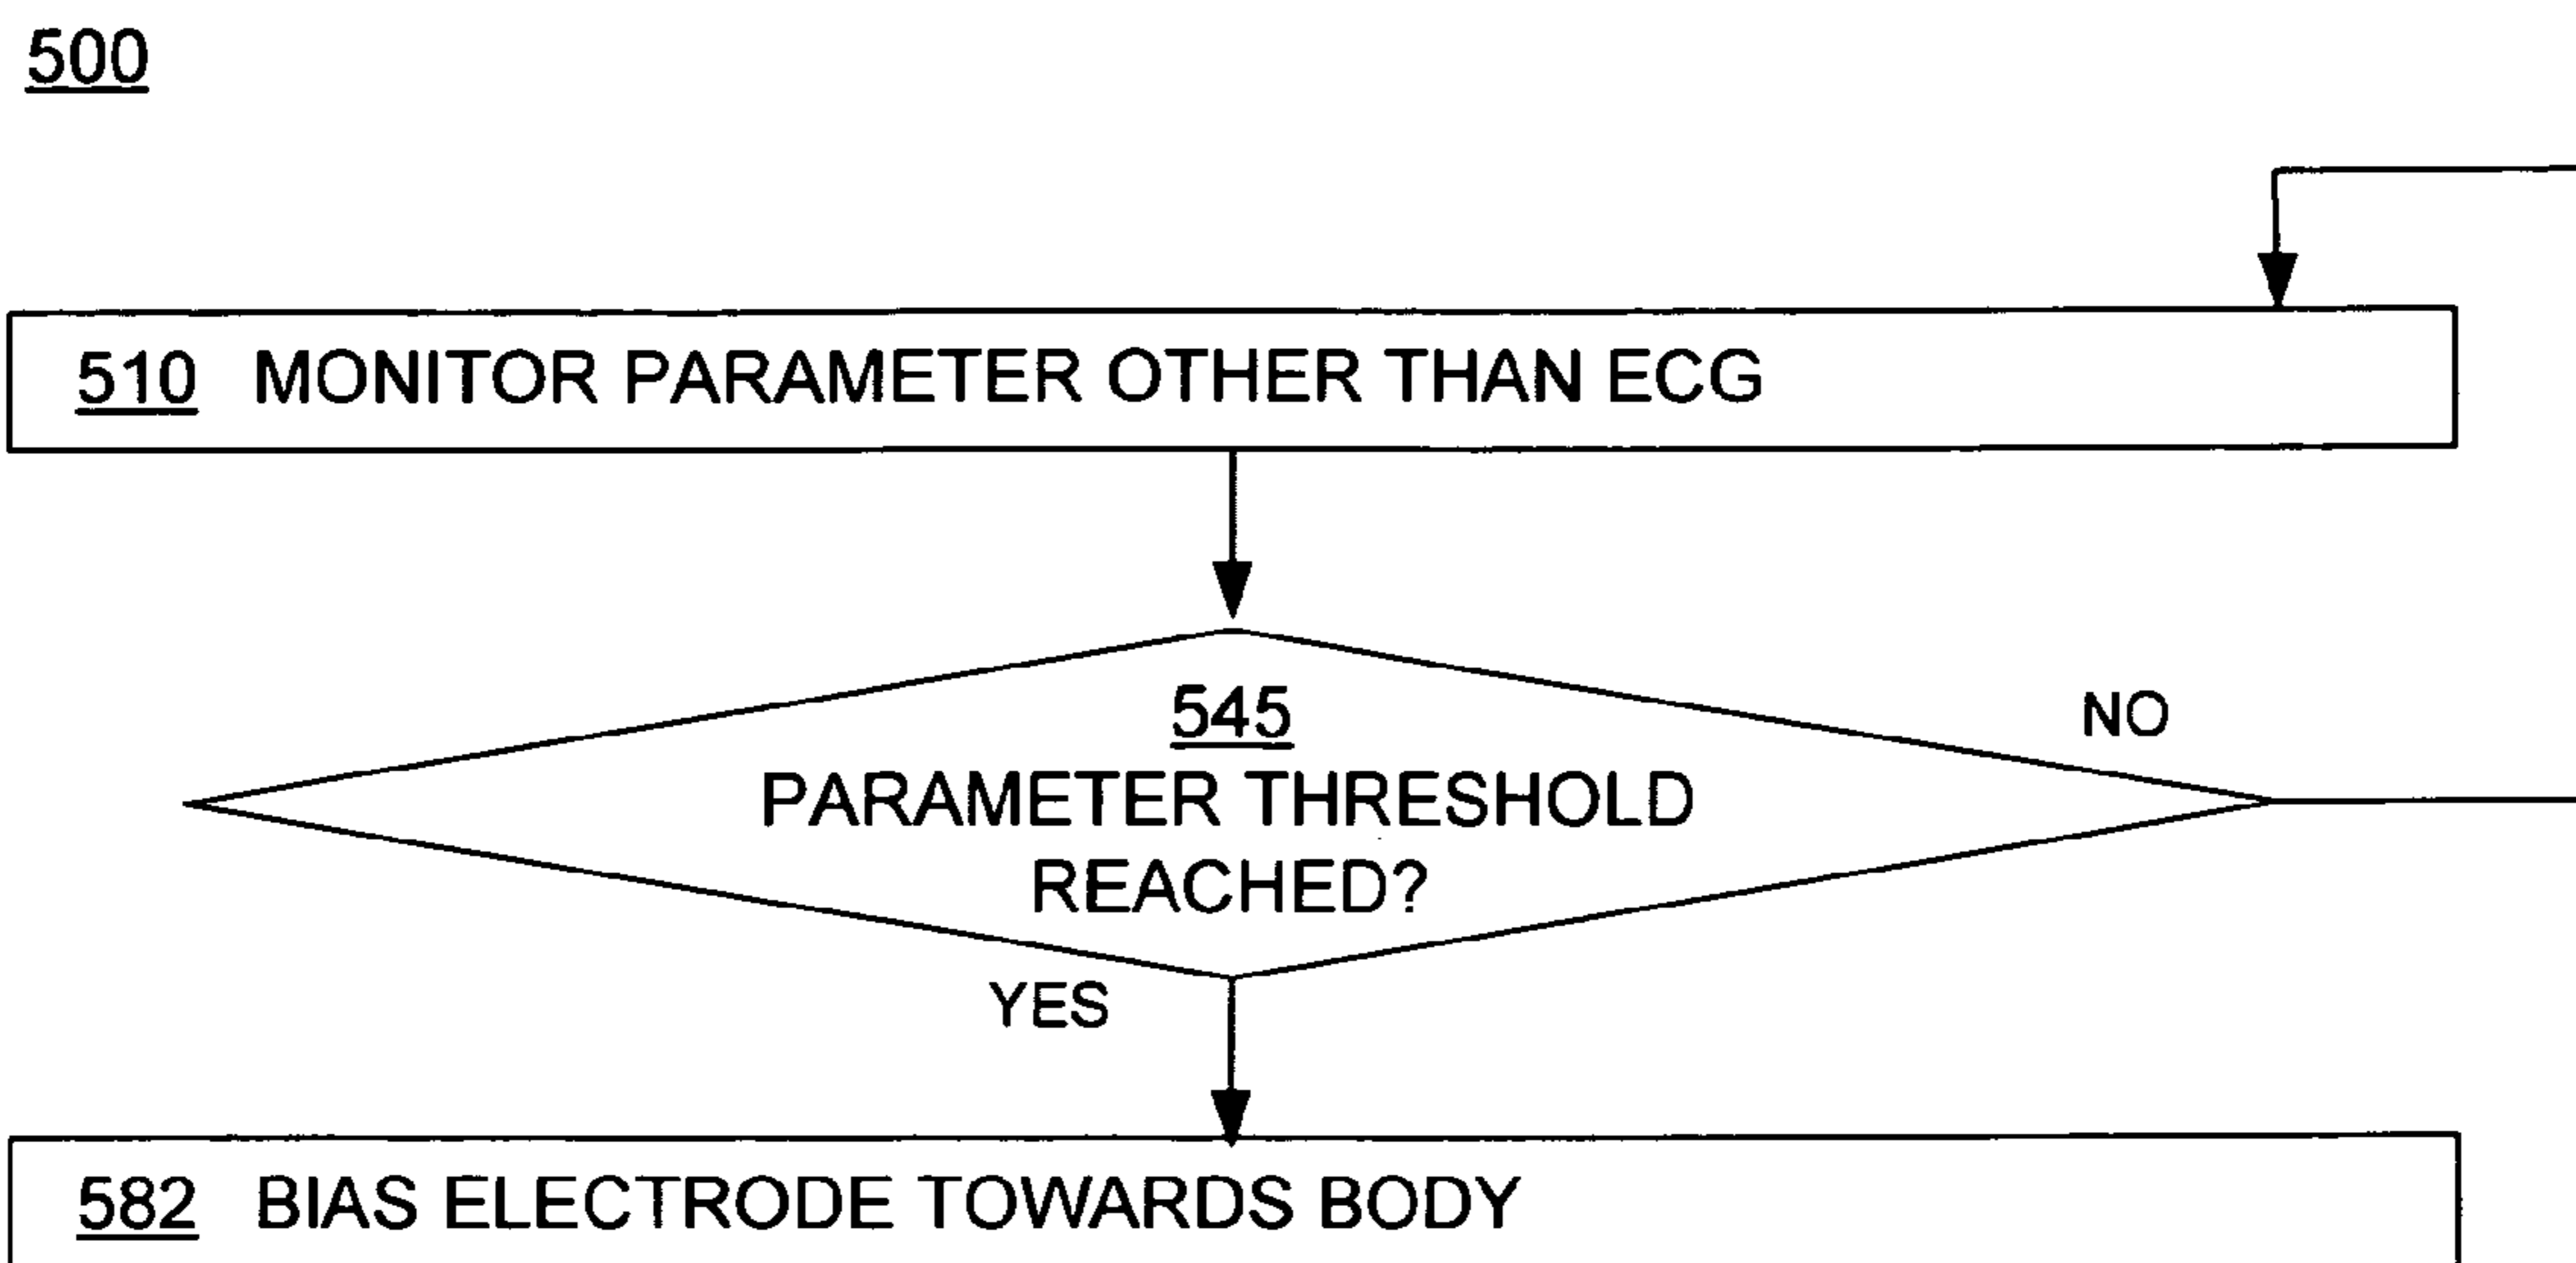 500
510 MONITOR PARAMETER OTHER THAN ECG
545
PARAMETER THRESHOLD
REACHED?
NO
YES
582 BIAS ELECTRODE TOWARDS BODY